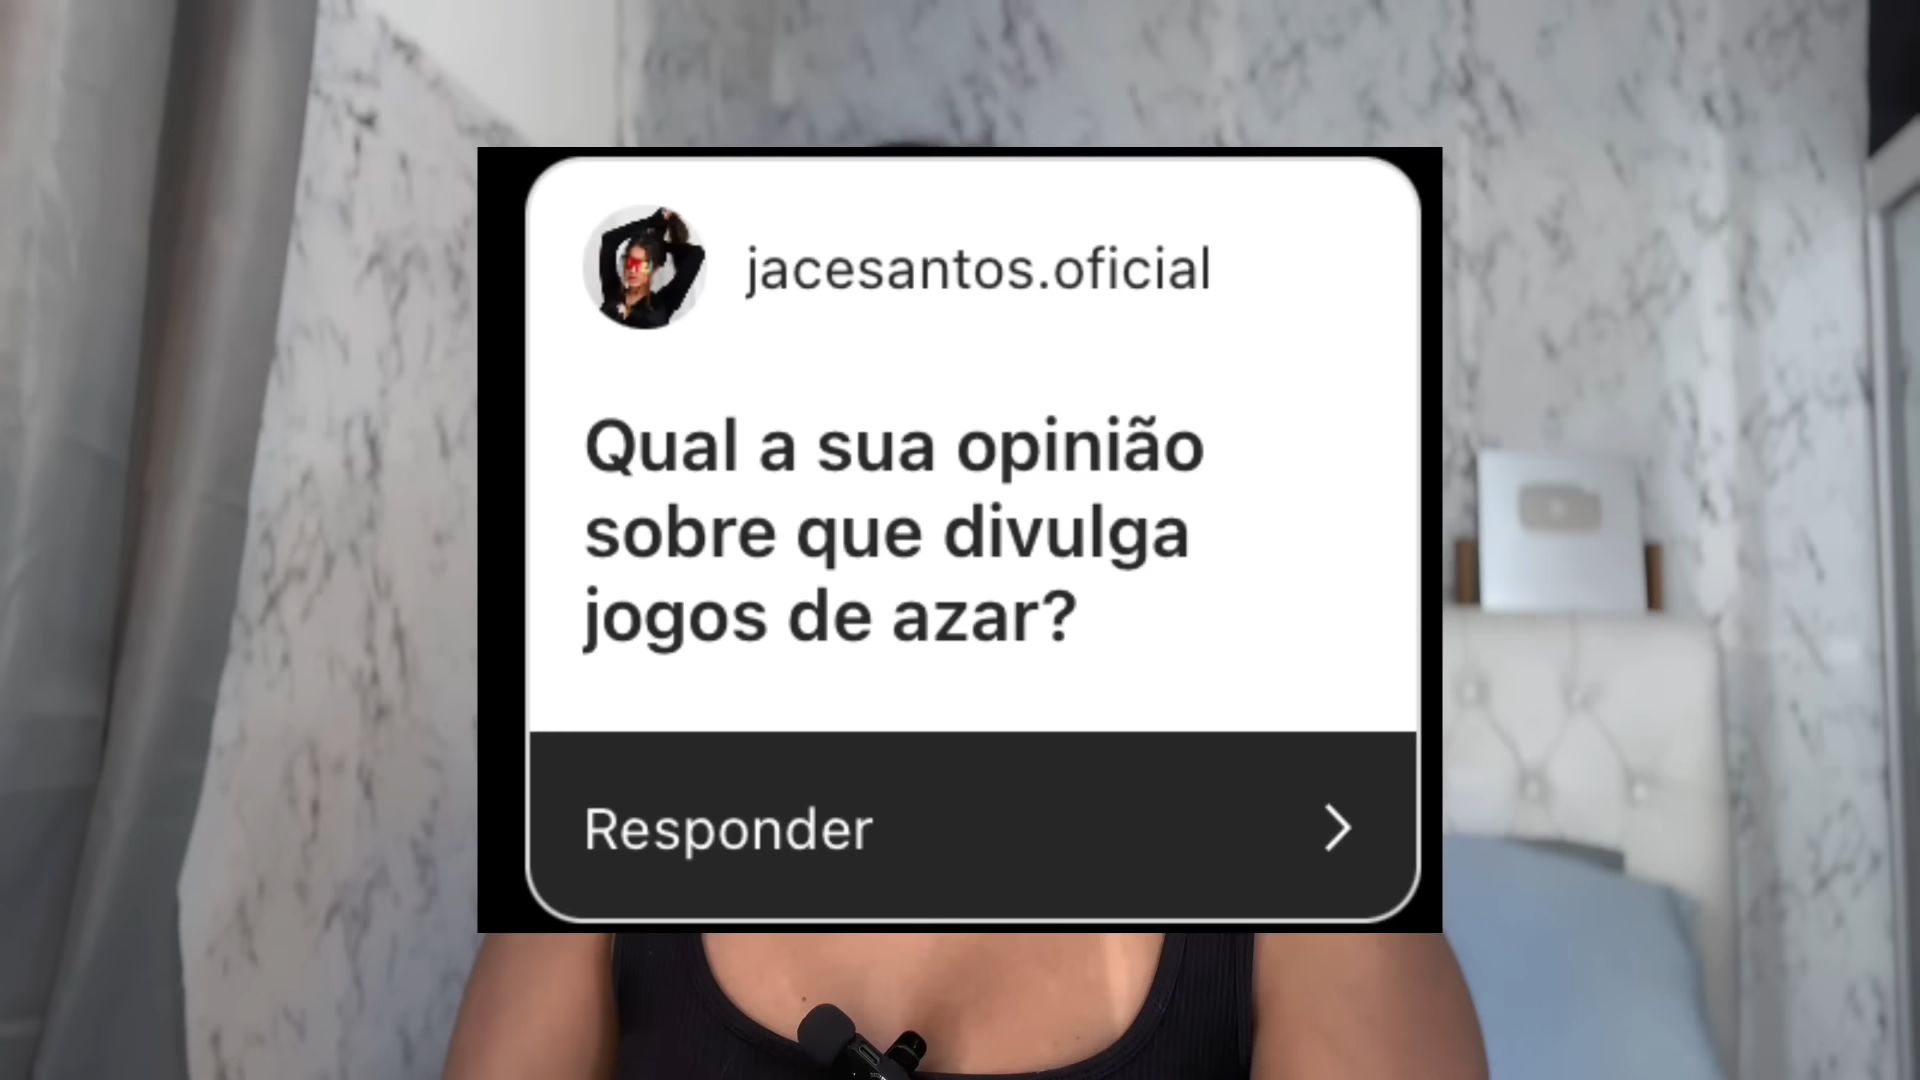 jacesantos.oficial
Qual a sua opinião
sobre que divulga
jogos de azar?
Responder